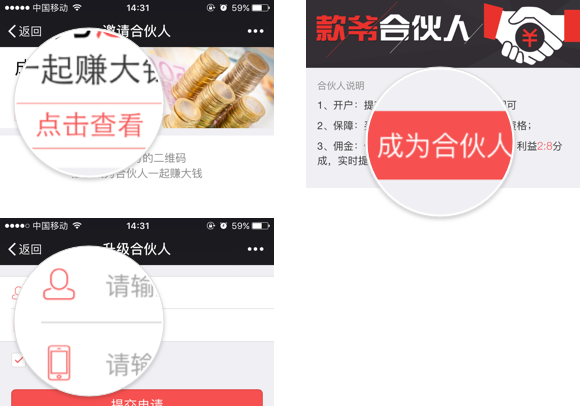 中国移动 14:31 59%
返回 邀请合伙人
一起赚大钱
点击查看
的二维码
合伙人一起赚大钱
款爷合伙人
合伙人说明
1、开户：提 可
2、保障： 资格；
3、佣金： 利益2:8分
成，实时提
成为合伙人
中国移动 14:31 59%
返回 升级合伙人
请输
请输
提交申请